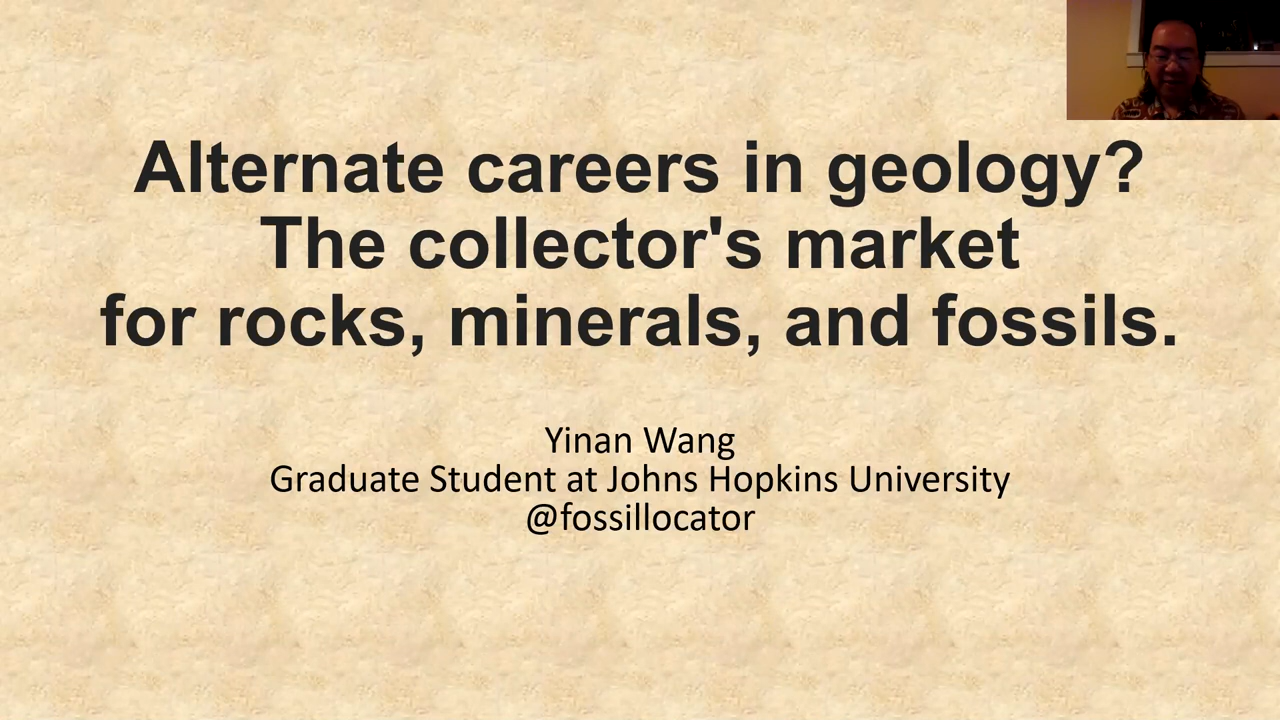 Alternate careers in geology?
The collector's market
for rocks, minerals, and fossils.
Yinan Wang
Graduate Student at Johns Hopkins University
@fossillocator